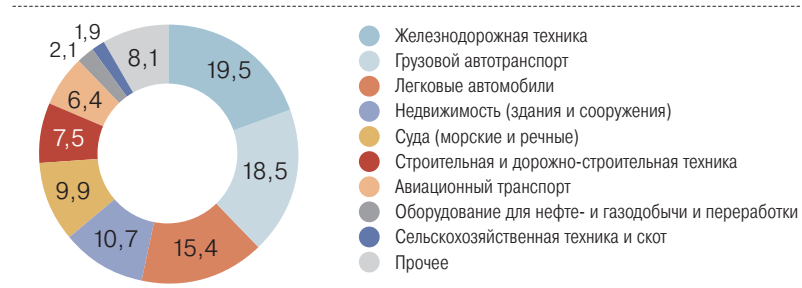 1,9
2,1
8,1
19,5
6,4
7,5
18,5
9,9
10,7
15,4
Железнодорожная техника
Грузовой автотранспорт
Легковые автомобили
Недвижимость (здания и сооружения)
Суда (морские и речные)
Строительная и дорожно-строительная техника
Авиационный транспорт
Оборудование для нефте- и газодобычи и переработки
Сельскохозяйственная техника и скот
Прочее